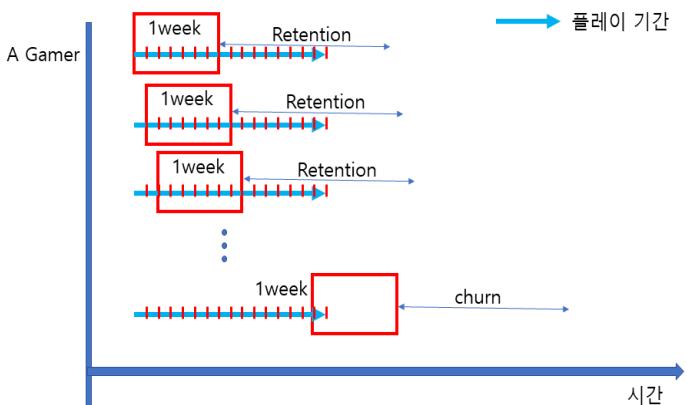 플레이 기간
A Gamer
1week
Retention
1week
Retention
1week
Retention
1week
churn
시간